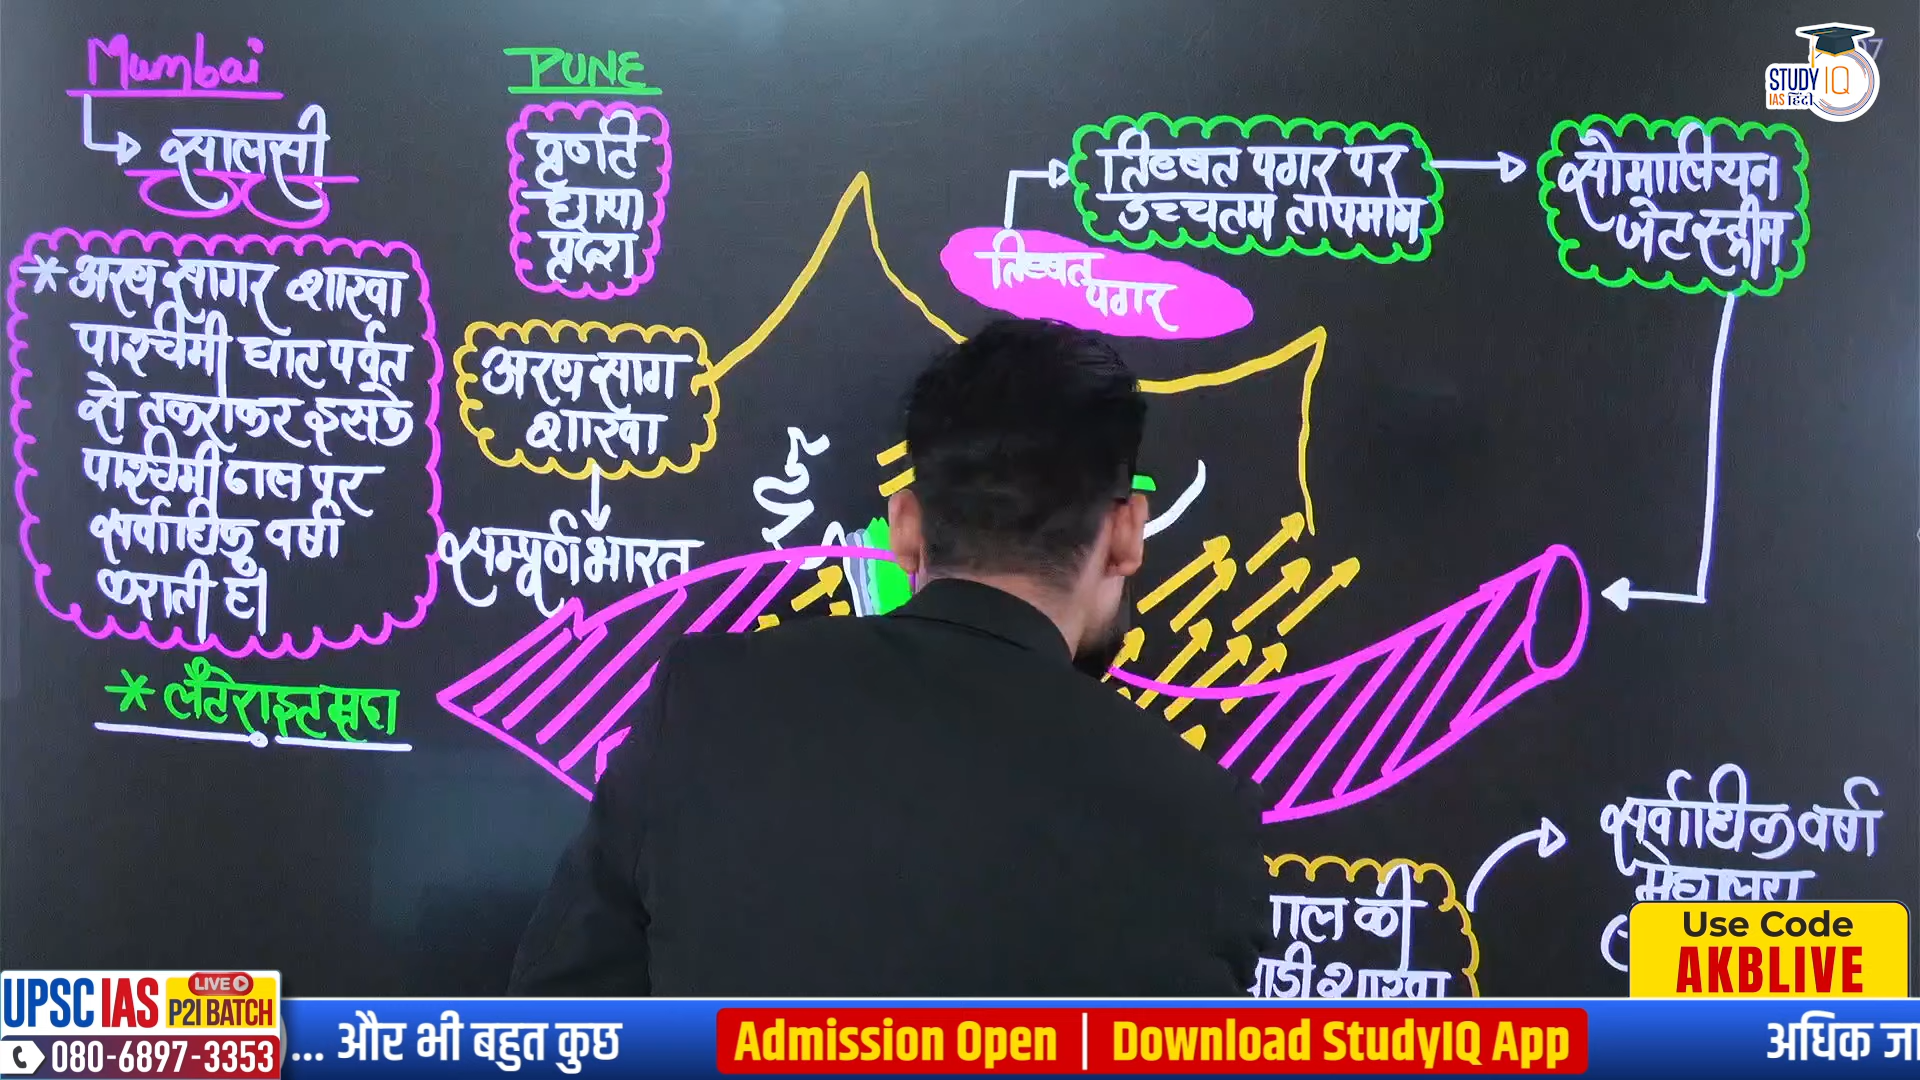 Mumbai
सालसी
* अरब सागर शाखा
पाश्चिमी घाट पर्वत
से टकराकर इसके
पाश्चिमी ढाल पर
सर्वाधिक वर्षा
कराती है।
* लैटेराइट मृदा
PUNE
वृष्टि
छाया
प्रदेश
अरब साग
शाखा
सम्पूर्ण भारत
तिब्बत
पठार
तिब्बत पठार पर
उच्चतम तापमान
सोमालियन
जेट स्ट्रीम
सर्वाधिक वर्षा
मेघालय
गाल की
शाखा
STUDY IQ
IAS हिंदी
Use Code
AKBLIVE
UPSC IAS
LIVE
P2I BATCH
080-6897-3353
... और भी बहुत कुछ
Admission Open | Download StudyIQ App
अधिक जा